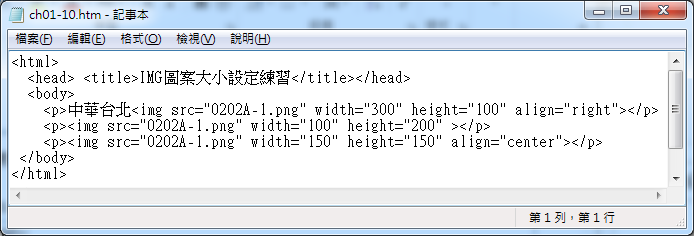 ch01-10.htm - 記事本
檔案(F) 編輯(E) 格式(O) 檢視(V) 說明(H)
<html>
<head> <title>IMG圖案大小設定練習</title></head>
<body>
<p>中華台北<img src="0202A-1.png" width="300" height="100" align="right"></p>
<p><img src="0202A-1.png" width="100" height="200" ></p>
<p><img src="0202A-1.png" width="150" height="150" align="center"></p>
</body>
</html>
第 1 列，第 1 行